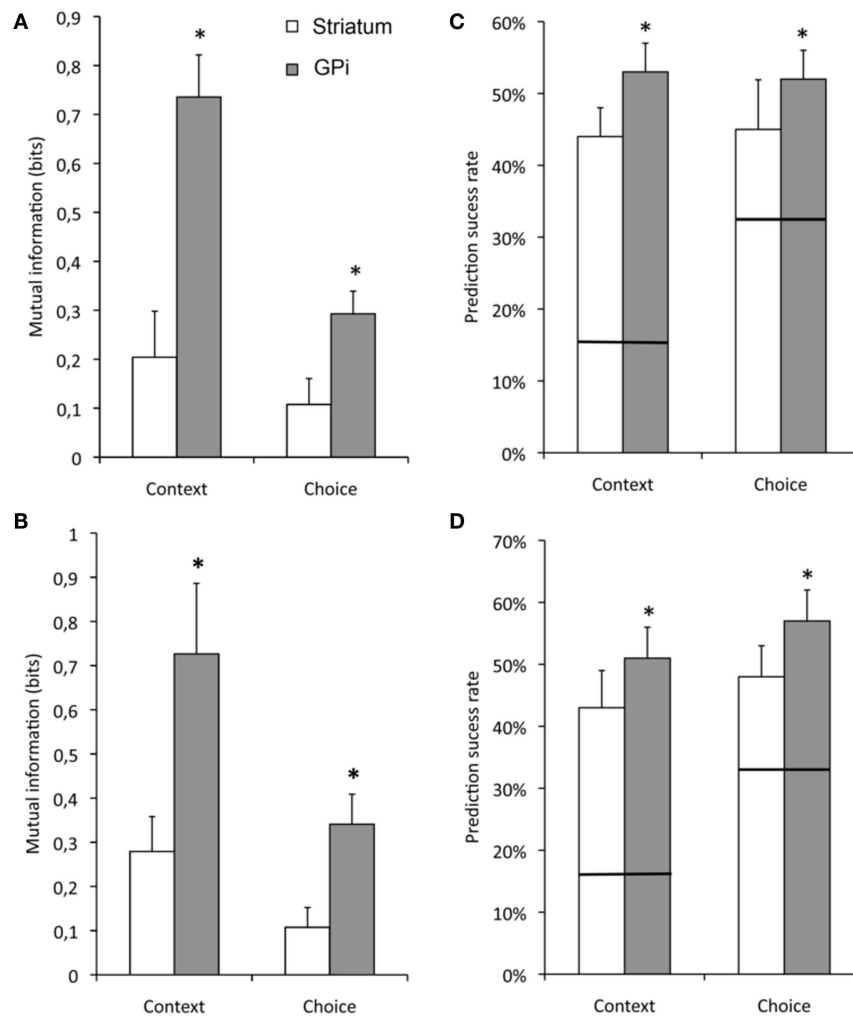 A
0,9
0,8
0,7
0,6
0,5
0,4
0,3
0,2
0,1
0
Mutual information (bits)
* *
Context Choice
Striatum
GPi
C
60%
50%
40%
30%
20%
10%
0%
Prediction sucess rate
* *
Context Choice
B
1
0,9
0,8
0,7
0,6
0,5
0,4
0,3
0,2
0,1
0
Mutual information (bits)
* *
Context Choice
D
70%
60%
50%
40%
30%
20%
10%
0%
Prediction sucess rate
* *
Context Choice